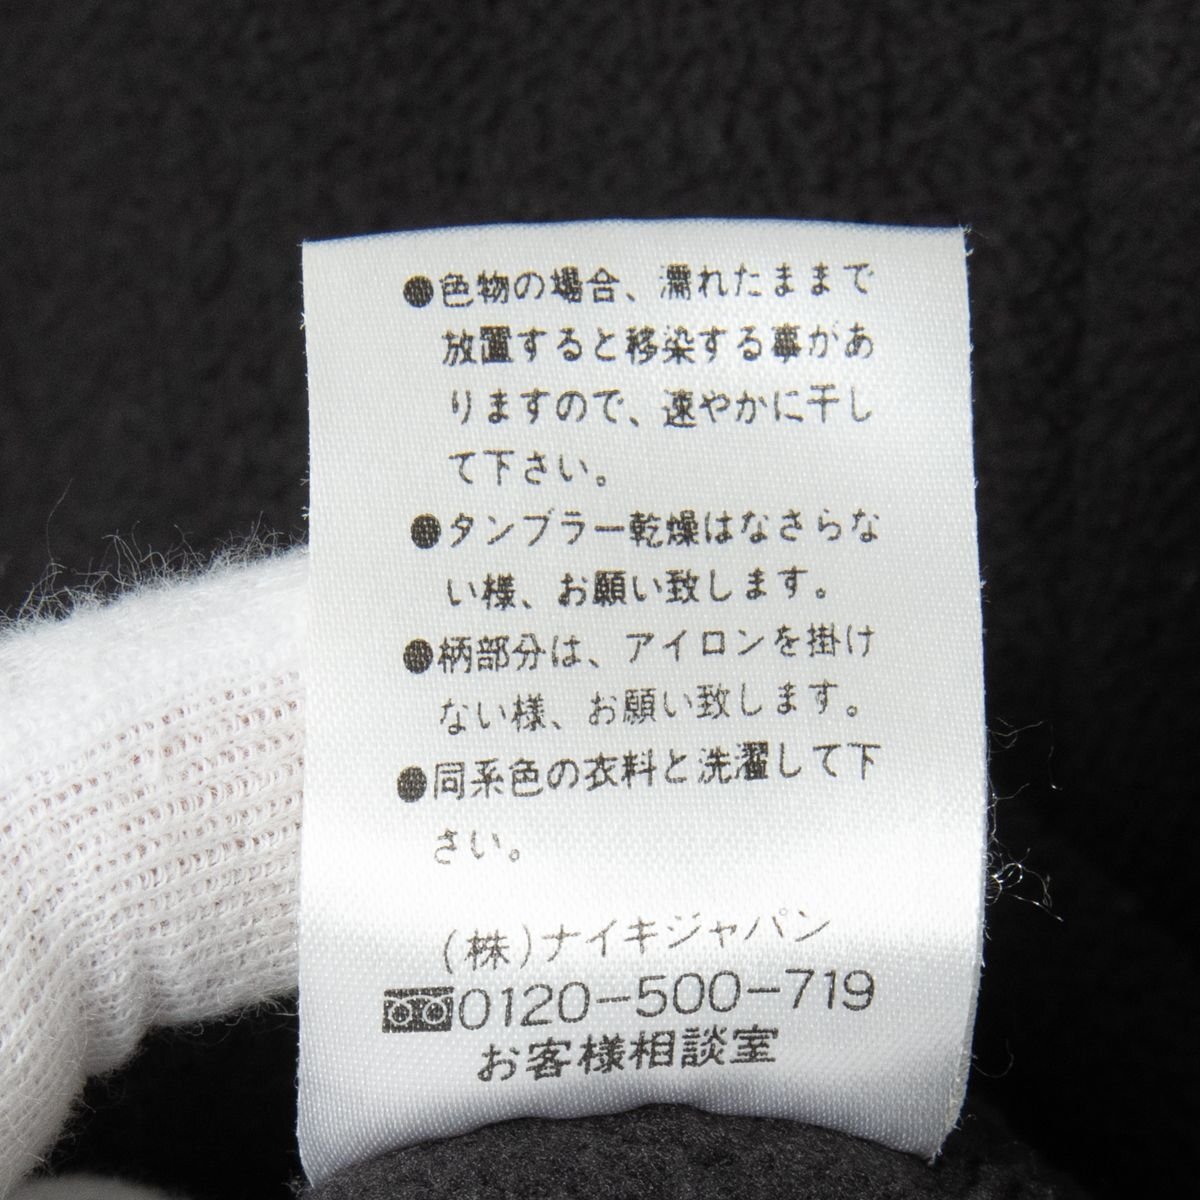 ●色物の場合、濡れたままで
放置すると移染する事があ
りますので、速やかに干し
て下さい。
●タンブラー乾燥はなさらな
い様、お願い致します。
●柄部分は、アイロンを掛け
ない様、お願い致します。
●同系色の衣料と洗濯して下
さい。
(株)ナイキジャパン
0120-500-719
お客様相談室